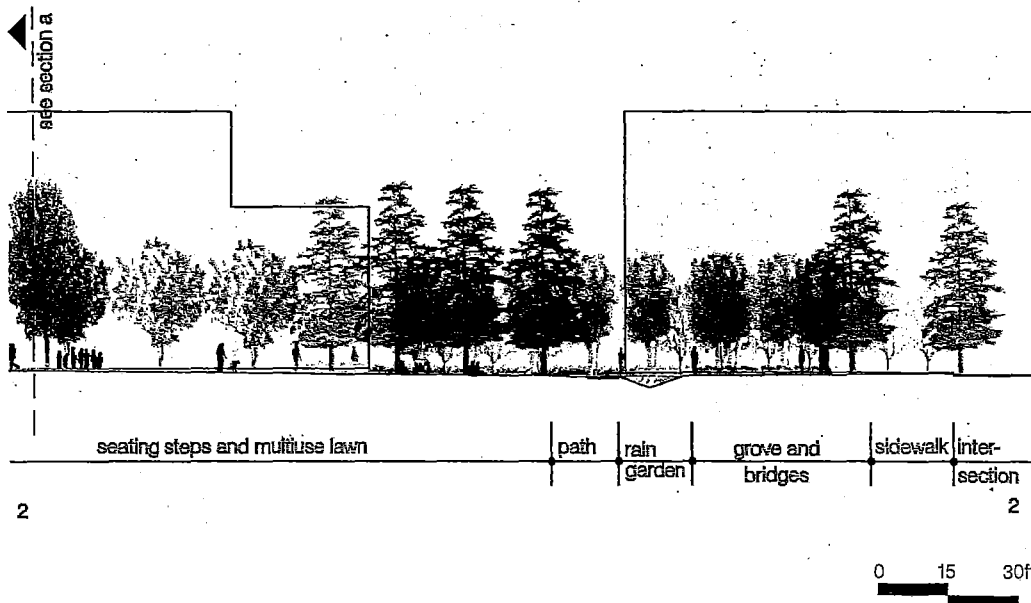 see section a
seating steps and multiuse lawn
path
rain
garden
grove and
bridges
sidewalk
inter-
section
2
2
0 15 30ft